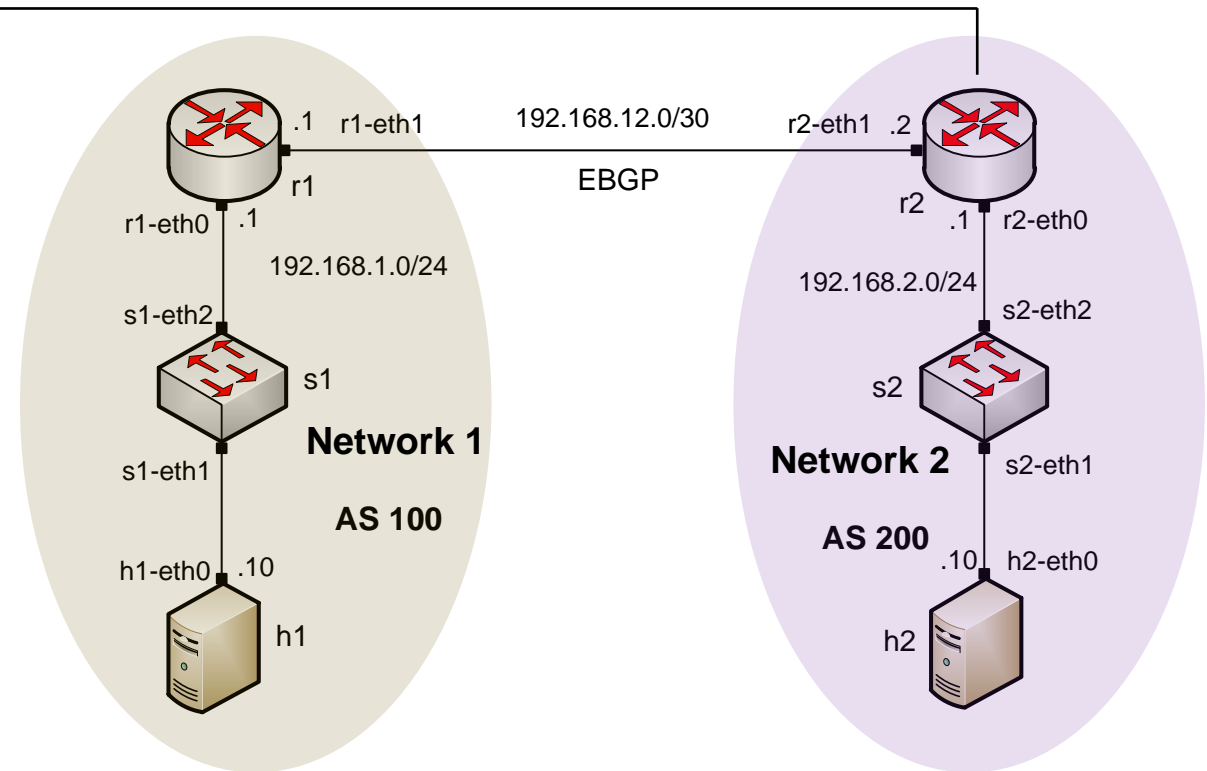 .1 r1-eth1 192.168.12.0/30 r2-eth1 .2
EBGP
r1
r2
r1-eth0 .1
.1 r2-eth0
192.168.1.0/24
192.168.2.0/24
s1-eth2
s2-eth2
s1
s2
Network 1
Network 2
s1-eth1
s2-eth1
AS 100
AS 200
h1-eth0 .10
.10 h2-eth0
h1
h2